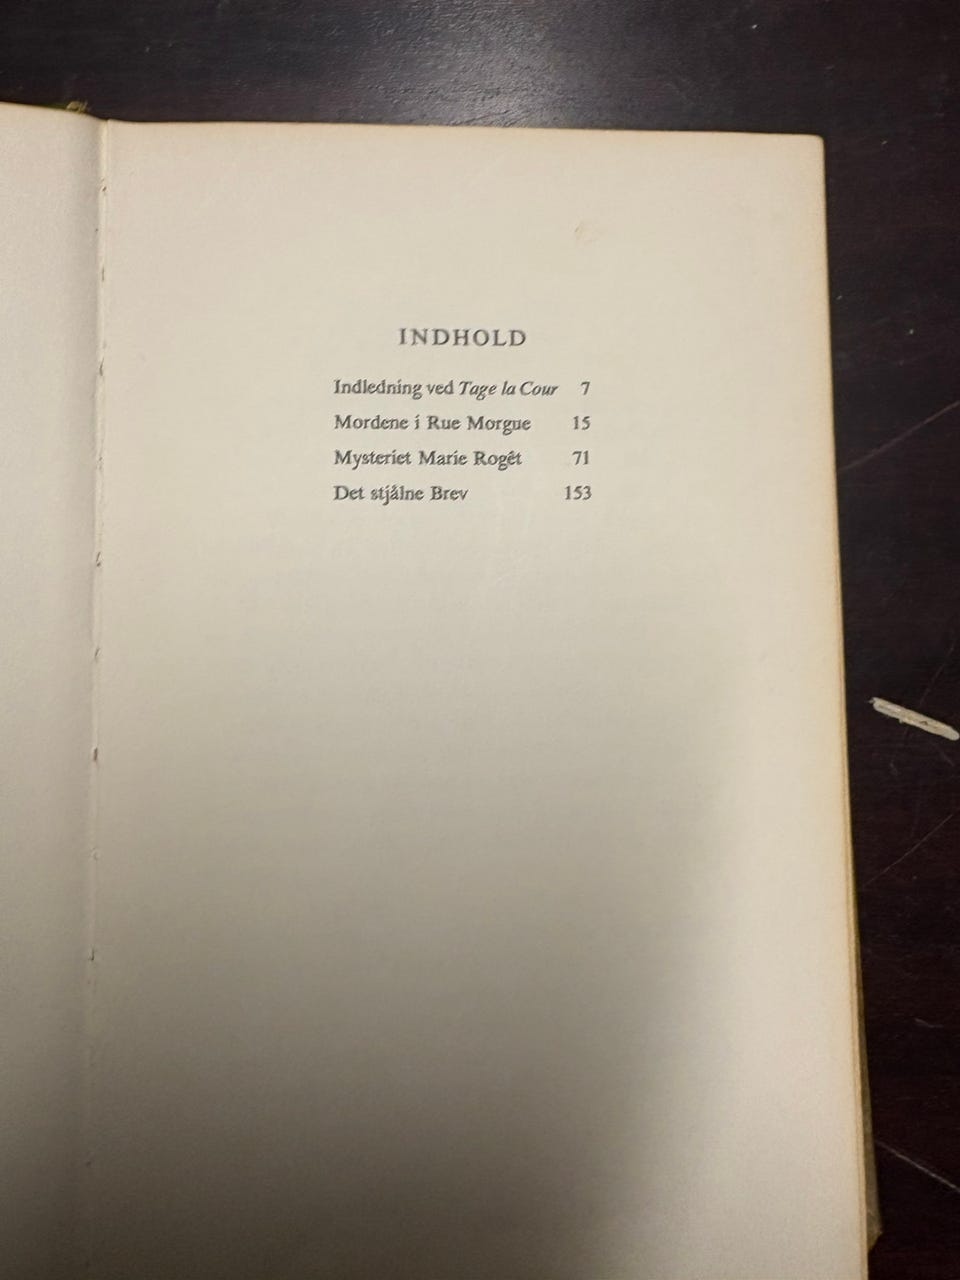 INDHOLD
Indledning ved Tage la Cour 7
Mordene i Rue Morgue 15
Mysteriet Marie Rogêt 71
Det stjålne Brev 153